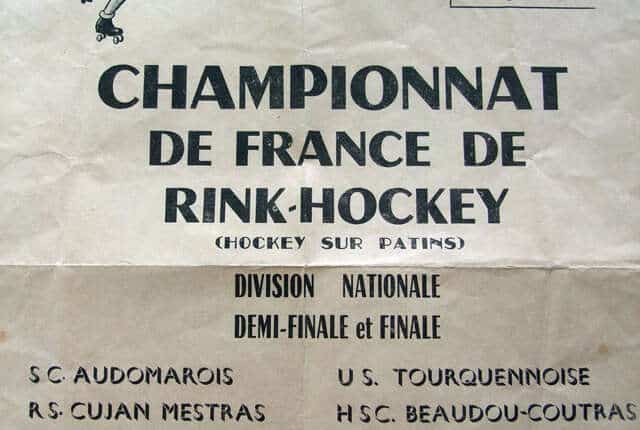 CHAMPIONNAT
DE FRANCE DE
RINK-HOCKEY
(HOCKEY SUR PATINS)
DIVISION NATIONALE
DEMI-FINALE et FINALE
S C. AUDOMAROIS U S. TOURQUENNOISE
R S. CUJAN MESTRAS H S C. BEAUDOU-COUTRAS